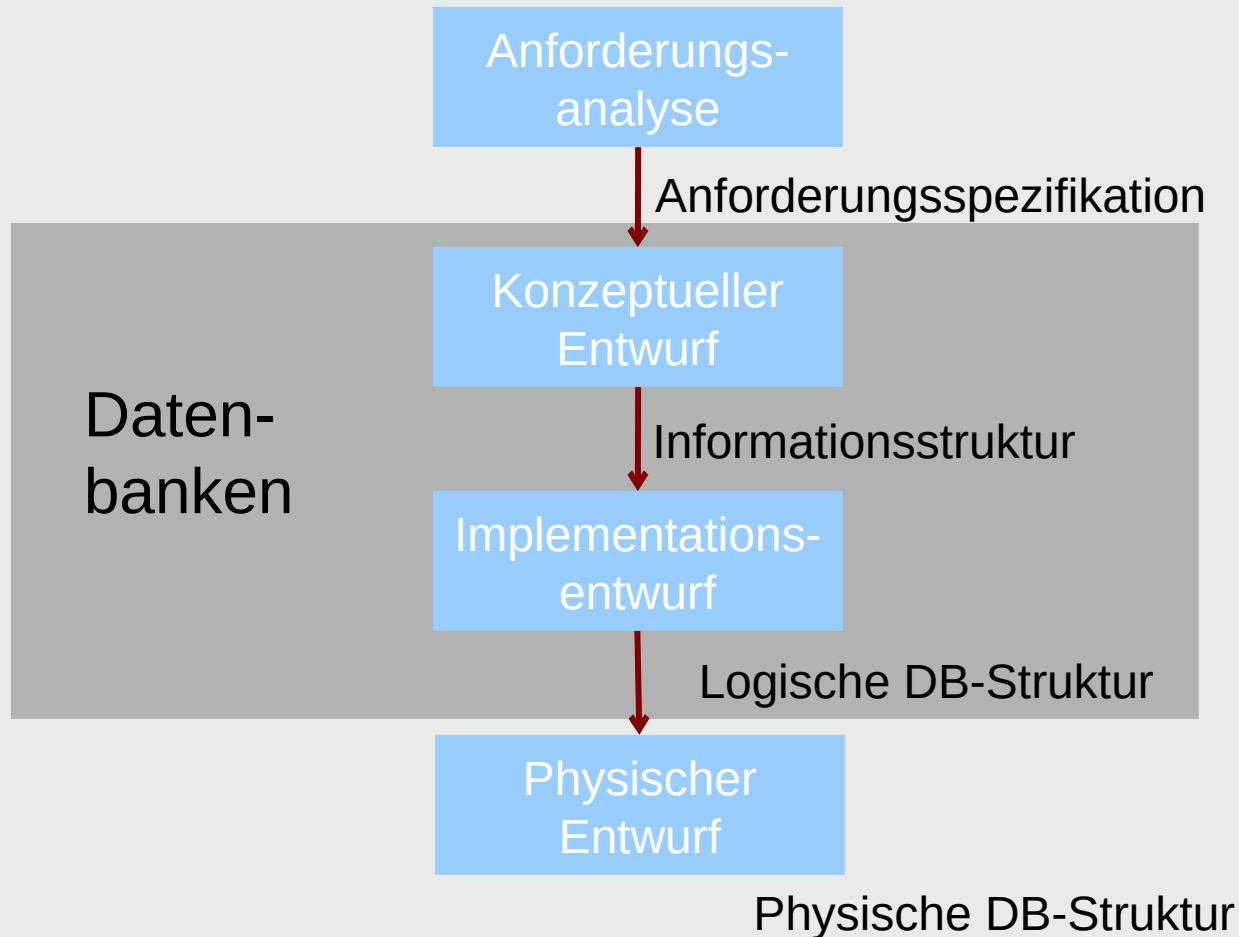 Anforderungs-
analyse
Anforderungsspezifikation
Konzeptueller
Entwurf
Daten-
banken
Informationsstruktur
Implementations-
entwurf
Logische DB-Struktur
Physischer
Entwurf
Physische DB-Struktur